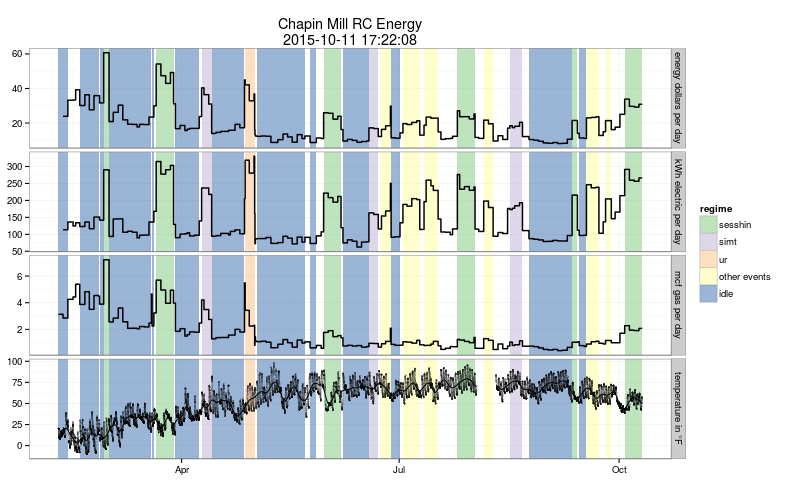 Chapin Mill RC Energy
2015-10-11 17:22:08
60
40
20
energy dollars per day
300
250
200
150
100
50
kWh electric per day
6
4
2
mcf gas per day
100
75
50
25
0
temperature in °F
Apr
Jul
Oct
regime
sesshin
simt
ur
other events
idle